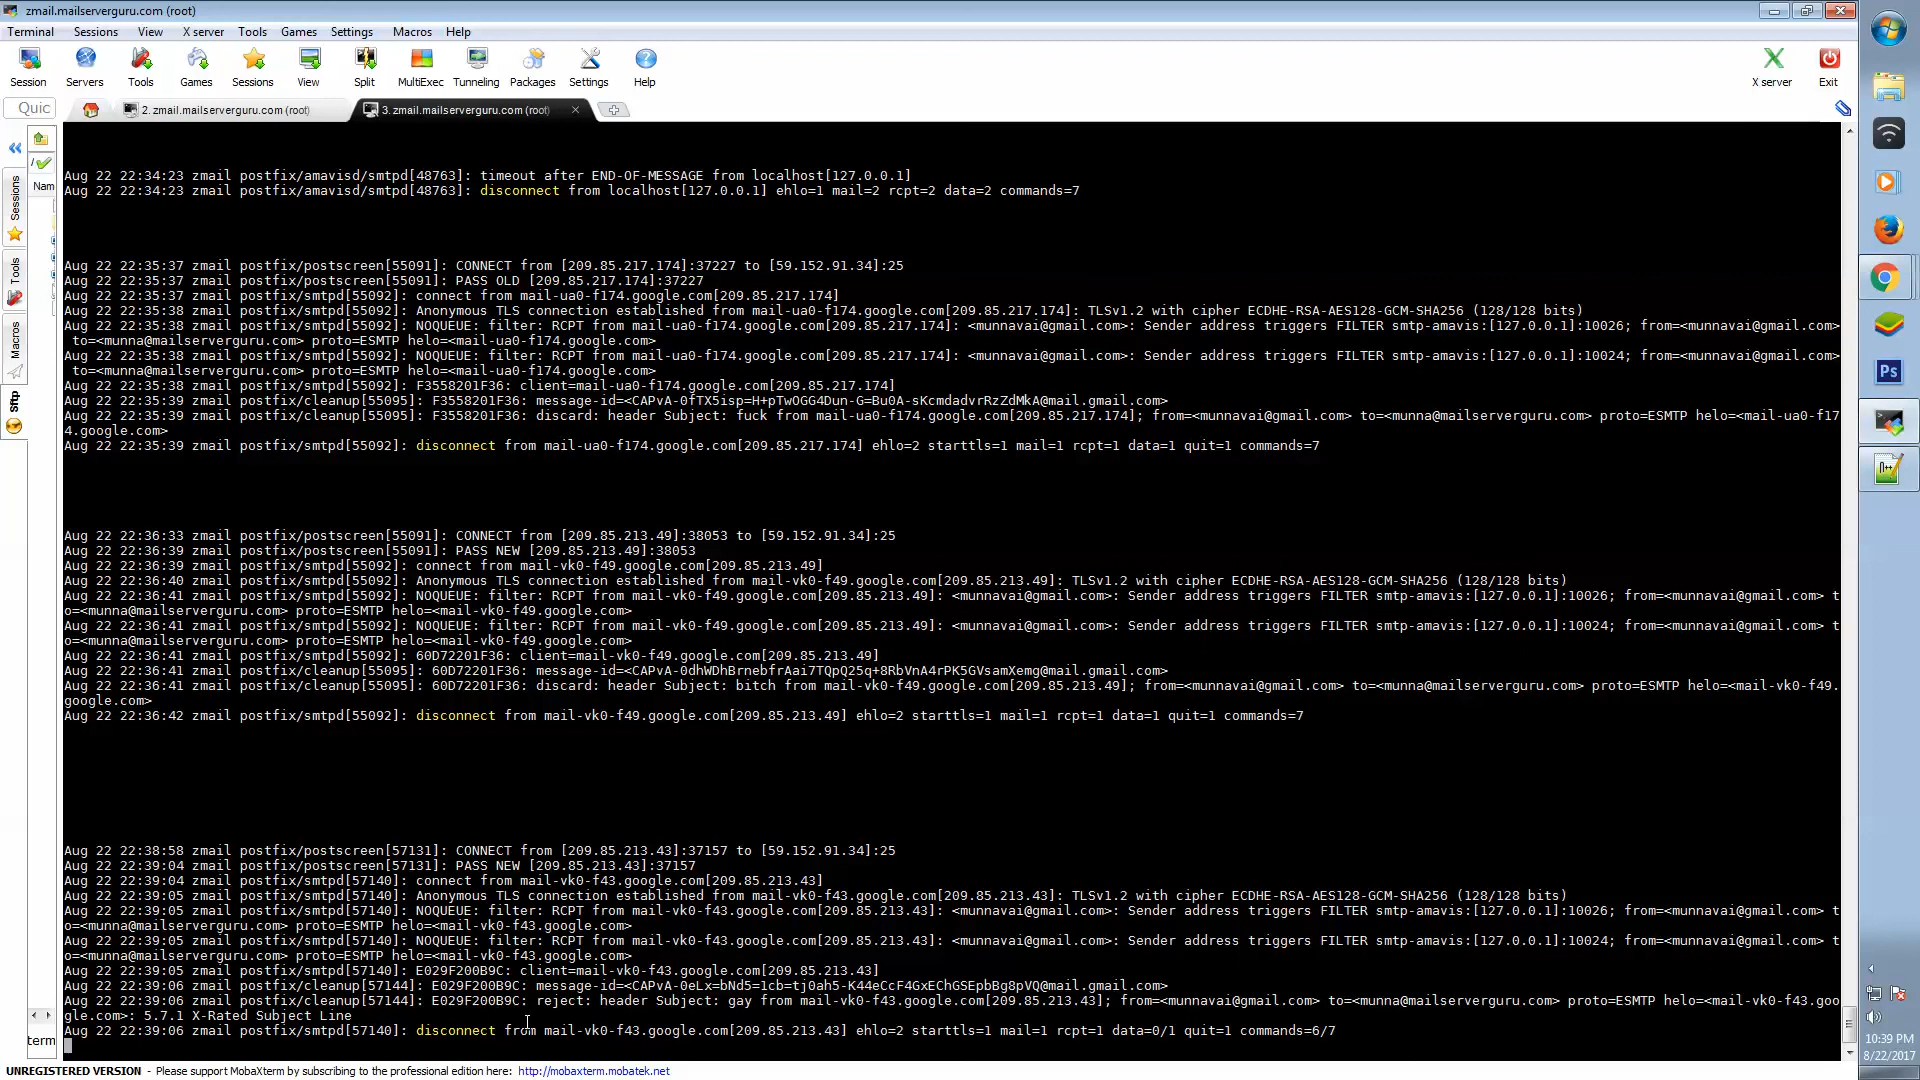 zmail.mailserverguru.com (root)
Terminal Sessions View X server Tools Games Settings Macros Help
Session Servers Tools Games Sessions View Split MultiExec Tunneling Packages Settings Help X server Exit
Quic
2. zmail.mailserverguru.com (root)
3. zmail.mailserverguru.com (root)
Nam
Sessions
Tools
Macros
Sftp
term
Aug 22 22:34:23 zmail postfix/amavisd/smtpd[48763]: timeout after END-OF-MESSAGE from localhost[127.0.0.1]
Aug 22 22:34:23 zmail postfix/amavisd/smtpd[48763]: disconnect from localhost[127.0.0.1] ehlo=1 mail=2 rcpt=2 data=2 commands=7
Aug 22 22:35:37 zmail postfix/postscreen[55091]: CONNECT from [209.85.217.174]:37227 to [59.152.91.34]:25
Aug 22 22:35:37 zmail postfix/postscreen[55091]: PASS OLD [209.85.217.174]:37227
Aug 22 22:35:37 zmail postfix/smtpd[55092]: connect from mail-ua0-f174.google.com[209.85.217.174]
Aug 22 22:35:38 zmail postfix/smtpd[55092]: Anonymous TLS connection established from mail-ua0-f174.google.com[209.85.217.174]: TLSv1.2 with cipher ECDHE-RSA-AES128-GCM-SHA256 (128/128 bits)
Aug 22 22:35:38 zmail postfix/smtpd[55092]: NOQUEUE: filter: RCPT from mail-ua0-f174.google.com[209.85.217.174]: <munnavai@gmail.com>: Sender address triggers FILTER smtp-amavis:[127.0.0.1]:10026; from=<munnavai@gmail.com>
to=<munna@mailserverguru.com> proto=ESMTP helo=<mail-ua0-f174.google.com>
Aug 22 22:35:38 zmail postfix/smtpd[55092]: NOQUEUE: filter: RCPT from mail-ua0-f174.google.com[209.85.217.174]: <munnavai@gmail.com>: Sender address triggers FILTER smtp-amavis:[127.0.0.1]:10024; from=<munnavai@gmail.com>
to=<munna@mailserverguru.com> proto=ESMTP helo=<mail-ua0-f174.google.com>
Aug 22 22:35:38 zmail postfix/smtpd[55092]: F3558201F36: client=mail-ua0-f174.google.com[209.85.217.174]
Aug 22 22:35:39 zmail postfix/cleanup[55095]: F3558201F36: message-id=<CAPvA-0fTX5isp=H+pTwOGG4Dun-G=Bu0A-sKcmdadvrRzZdMkA@mail.gmail.com>
Aug 22 22:35:39 zmail postfix/cleanup[55095]: F3558201F36: discard: header Subject: fuck from mail-ua0-f174.google.com[209.85.217.174]; from=<munnavai@gmail.com> to=<munna@mailserverguru.com> proto=ESMTP helo=<mail-ua0-f17
4.google.com>
Aug 22 22:35:39 zmail postfix/smtpd[55092]: disconnect from mail-ua0-f174.google.com[209.85.217.174] ehlo=2 starttls=1 mail=1 rcpt=1 data=1 quit=1 commands=7
Aug 22 22:36:33 zmail postfix/postscreen[55091]: CONNECT from [209.85.213.49]:38053 to [59.152.91.34]:25
Aug 22 22:36:39 zmail postfix/postscreen[55091]: PASS NEW [209.85.213.49]:38053
Aug 22 22:36:39 zmail postfix/smtpd[55092]: connect from mail-vk0-f49.google.com[209.85.213.49]
Aug 22 22:36:40 zmail postfix/smtpd[55092]: Anonymous TLS connection established from mail-vk0-f49.google.com[209.85.213.49]: TLSv1.2 with cipher ECDHE-RSA-AES128-GCM-SHA256 (128/128 bits)
Aug 22 22:36:41 zmail postfix/smtpd[55092]: NOQUEUE: filter: RCPT from mail-vk0-f49.google.com[209.85.213.49]: <munnavai@gmail.com>: Sender address triggers FILTER smtp-amavis:[127.0.0.1]:10026; from=<munnavai@gmail.com> t
o=<munna@mailserverguru.com> proto=ESMTP helo=<mail-vk0-f49.google.com>
Aug 22 22:36:41 zmail postfix/smtpd[55092]: NOQUEUE: filter: RCPT from mail-vk0-f49.google.com[209.85.213.49]: <munnavai@gmail.com>: Sender address triggers FILTER smtp-amavis:[127.0.0.1]:10024; from=<munnavai@gmail.com> t
o=<munna@mailserverguru.com> proto=ESMTP helo=<mail-vk0-f49.google.com>
Aug 22 22:36:41 zmail postfix/smtpd[55092]: 60D72201F36: client=mail-vk0-f49.google.com[209.85.213.49]
Aug 22 22:36:41 zmail postfix/cleanup[55095]: 60D72201F36: message-id=<CAPvA-0dhWDhBrnebfrAai7TQpQ25q+8RbVnA4rPK5GVsamXemg@mail.gmail.com>
Aug 22 22:36:41 zmail postfix/cleanup[55095]: 60D72201F36: discard: header Subject: bitch from mail-vk0-f49.google.com[209.85.213.49]; from=<munnavai@gmail.com> to=<munna@mailserverguru.com> proto=ESMTP helo=<mail-vk0-f49.
google.com>
Aug 22 22:36:42 zmail postfix/smtpd[55092]: disconnect from mail-vk0-f49.google.com[209.85.213.49] ehlo=2 starttls=1 mail=1 rcpt=1 data=1 quit=1 commands=7
Aug 22 22:38:58 zmail postfix/postscreen[57131]: CONNECT from [209.85.213.43]:37157 to [59.152.91.34]:25
Aug 22 22:39:04 zmail postfix/postscreen[57131]: PASS NEW [209.85.213.43]:37157
Aug 22 22:39:04 zmail postfix/smtpd[57140]: connect from mail-vk0-f43.google.com[209.85.213.43]
Aug 22 22:39:05 zmail postfix/smtpd[57140]: Anonymous TLS connection established from mail-vk0-f43.google.com[209.85.213.43]: TLSv1.2 with cipher ECDHE-RSA-AES128-GCM-SHA256 (128/128 bits)
Aug 22 22:39:05 zmail postfix/smtpd[57140]: NOQUEUE: filter: RCPT from mail-vk0-f43.google.com[209.85.213.43]: <munnavai@gmail.com>: Sender address triggers FILTER smtp-amavis:[127.0.0.1]:10026; from=<munnavai@gmail.com> t
o=<munna@mailserverguru.com> proto=ESMTP helo=<mail-vk0-f43.google.com>
Aug 22 22:39:05 zmail postfix/smtpd[57140]: NOQUEUE: filter: RCPT from mail-vk0-f43.google.com[209.85.213.43]: <munnavai@gmail.com>: Sender address triggers FILTER smtp-amavis:[127.0.0.1]:10024; from=<munnavai@gmail.com> t
o=<munna@mailserverguru.com> proto=ESMTP helo=<mail-vk0-f43.google.com>
Aug 22 22:39:05 zmail postfix/smtpd[57140]: E029F200B9C: client=mail-vk0-f43.google.com[209.85.213.43]
Aug 22 22:39:06 zmail postfix/cleanup[57144]: E029F200B9C: message-id=<CAPvA-0eLx=bNd5=1cb=tj0ah5-K44eCcF4GxEChGSEpbBg8pVQ@mail.gmail.com>
Aug 22 22:39:06 zmail postfix/cleanup[57144]: E029F200B9C: reject: header Subject: gay from mail-vk0-f43.google.com[209.85.213.43]; from=<munnavai@gmail.com> to=<munna@mailserverguru.com> proto=ESMTP helo=<mail-vk0-f43.goo
gle.com>: 5.7.1 X-Rated Subject Line
Aug 22 22:39:06 zmail postfix/smtpd[57140]: disconnect from mail-vk0-f43.google.com[209.85.213.43] ehlo=2 starttls=1 mail=1 rcpt=1 data=0/1 quit=1 commands=6/7
Ps
10:39 PM
8/22/2017
UNREGISTERED VERSION - Please support MobaXterm by subscribing to the professional edition here: http://mobaxterm.mobatek.net